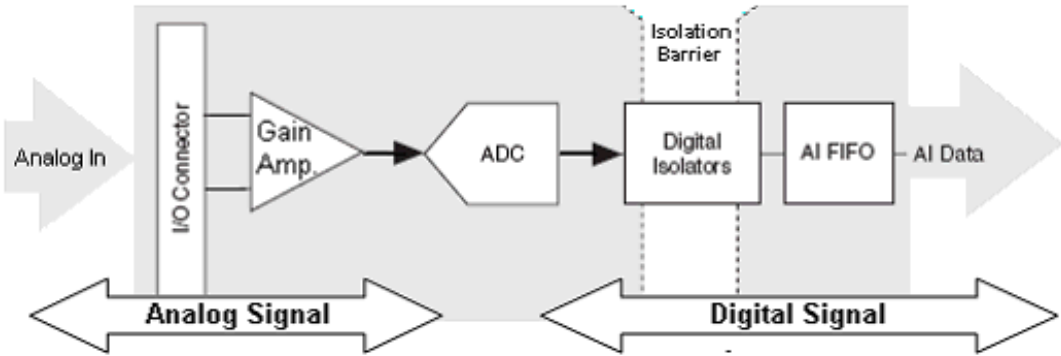 Isolation
Barrier
Analog In
I/O Connector
Gain
Amp.
ADC
Digital
Isolators
AI FIFO
AI Data
Analog Signal
Digital Signal